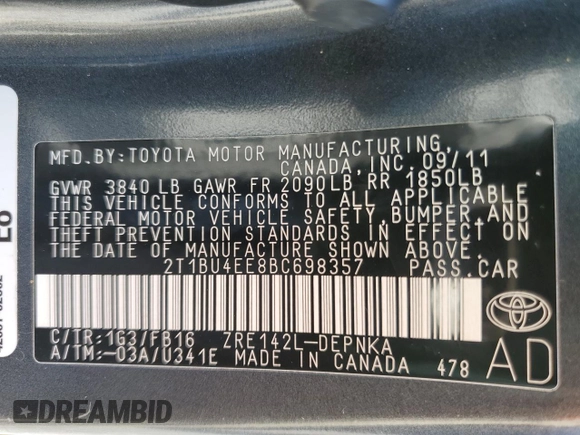 MFD.BY:TOYOTA MOTOR MANUFACTURING,
CANADA,INC. 09/11
GVWR 3840 LB GAWR FR 2090LB, RR 1850LB
THIS VEHICLE CONFORMS TO ALL APPLICABLE
FEDERAL MOTOR VEHICLE SAFETY, BUMPER, AND
THEFT PREVENTION STANDARDS IN EFFECT ON
THE DATE OF MANUFACTURE SHOWN ABOVE.
2T1BU4EE8BC698357 PASS.CAR
C/TR:1G3/FB16 ZRE142L-DEPNKA
A/TM:-03A/U341E MADE IN CANADA 478
TOYOTA
AD
DREAMBID